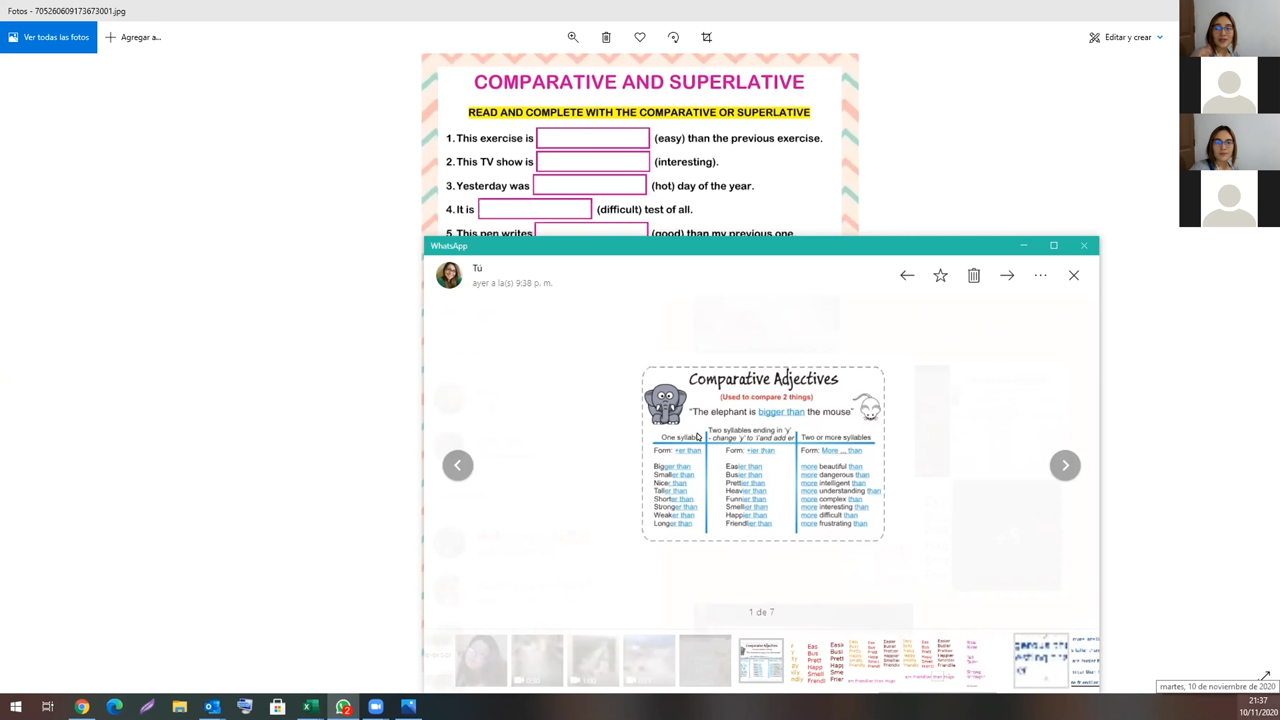 Fotos - 705260609173673001.jpg
Ver todas las fotos
Agregar a...
Editar y crear
COMPARATIVE AND SUPERLATIVE
READ AND COMPLETE WITH THE COMPARATIVE OR SUPERLATIVE
1. This exercise is (easy) than the previous exercise.
2. This TV show is (interesting).
3. Yesterday was (hot) day of the year.
4. It is (difficult) test of all.
5. This pen writes (good) than my previous one
WhatsApp
Tú
ayer a la(s) 9:38 p. m.
Comparative Adjectives
(Used to compare 2 things)
"The elephant is bigger than the mouse"
One syllab
Two syllables ending in 'y'
- change 'y' to 'i' and add er
Two or more syllables
Form: +er than
Form: +ier than
Form: More ... than
Bigger than
Easier than
more beautiful than
Smaller than
Busier than
more dangerous than
Nicer than
Prettier than
more intelligent than
Taller than
Heavier than
more understanding than
Shorter than
Funnier than
more complex than
Stronger than
Smellier than
more interesting than
Weaker than
Happier than
more difficult than
Longer than
Friendlier than
more frustrating than
1 de 7
martes, 10 de noviembre de 2020
21:37
10/11/2020